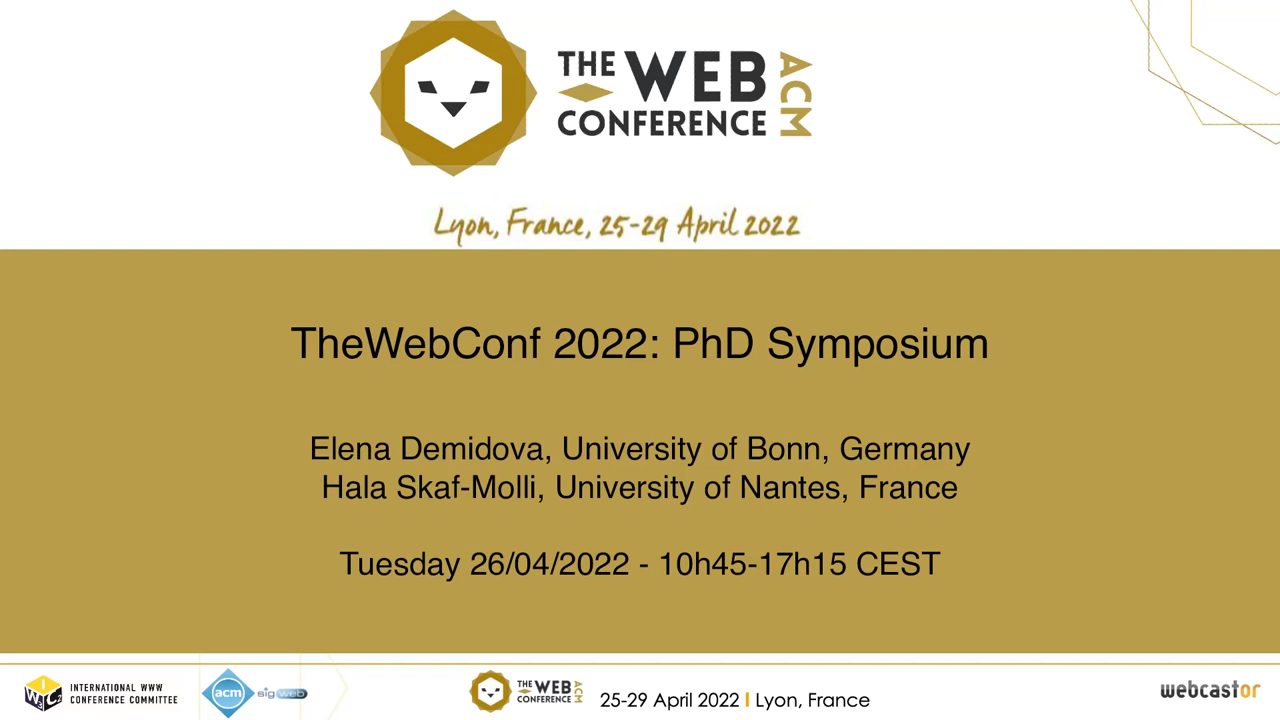 THE WEB
CONFERENCE
ACM
Lyon, France, 25-29 April 2022
TheWebConf 2022: PhD Symposium
Elena Demidova, University of Bonn, Germany
Hala Skaf-Molli, University of Nantes, France
Tuesday 26/04/2022 - 10h45-17h15 CEST
INTERNATIONAL WWW
CONFERENCE COMMITTEE
acm
sigweb
THE WEB
CONFERENCE
ACM
25-29 April 2022 I Lyon, France
webcastor